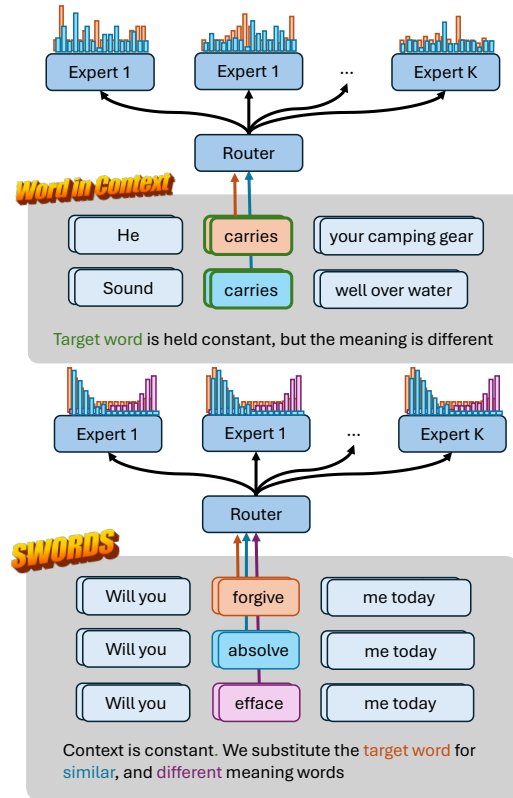 Expert 1 Expert 1 ... Expert K
Router
Word in Context
He carries your camping gear
Sound carries well over water
Target word is held constant, but the meaning is different
Expert 1 Expert 1 ... Expert K
Router
SWORDS
Will you forgive me today
Will you absolve me today
Will you efface me today
Context is constant. We substitute the target word for
similar, and different meaning words